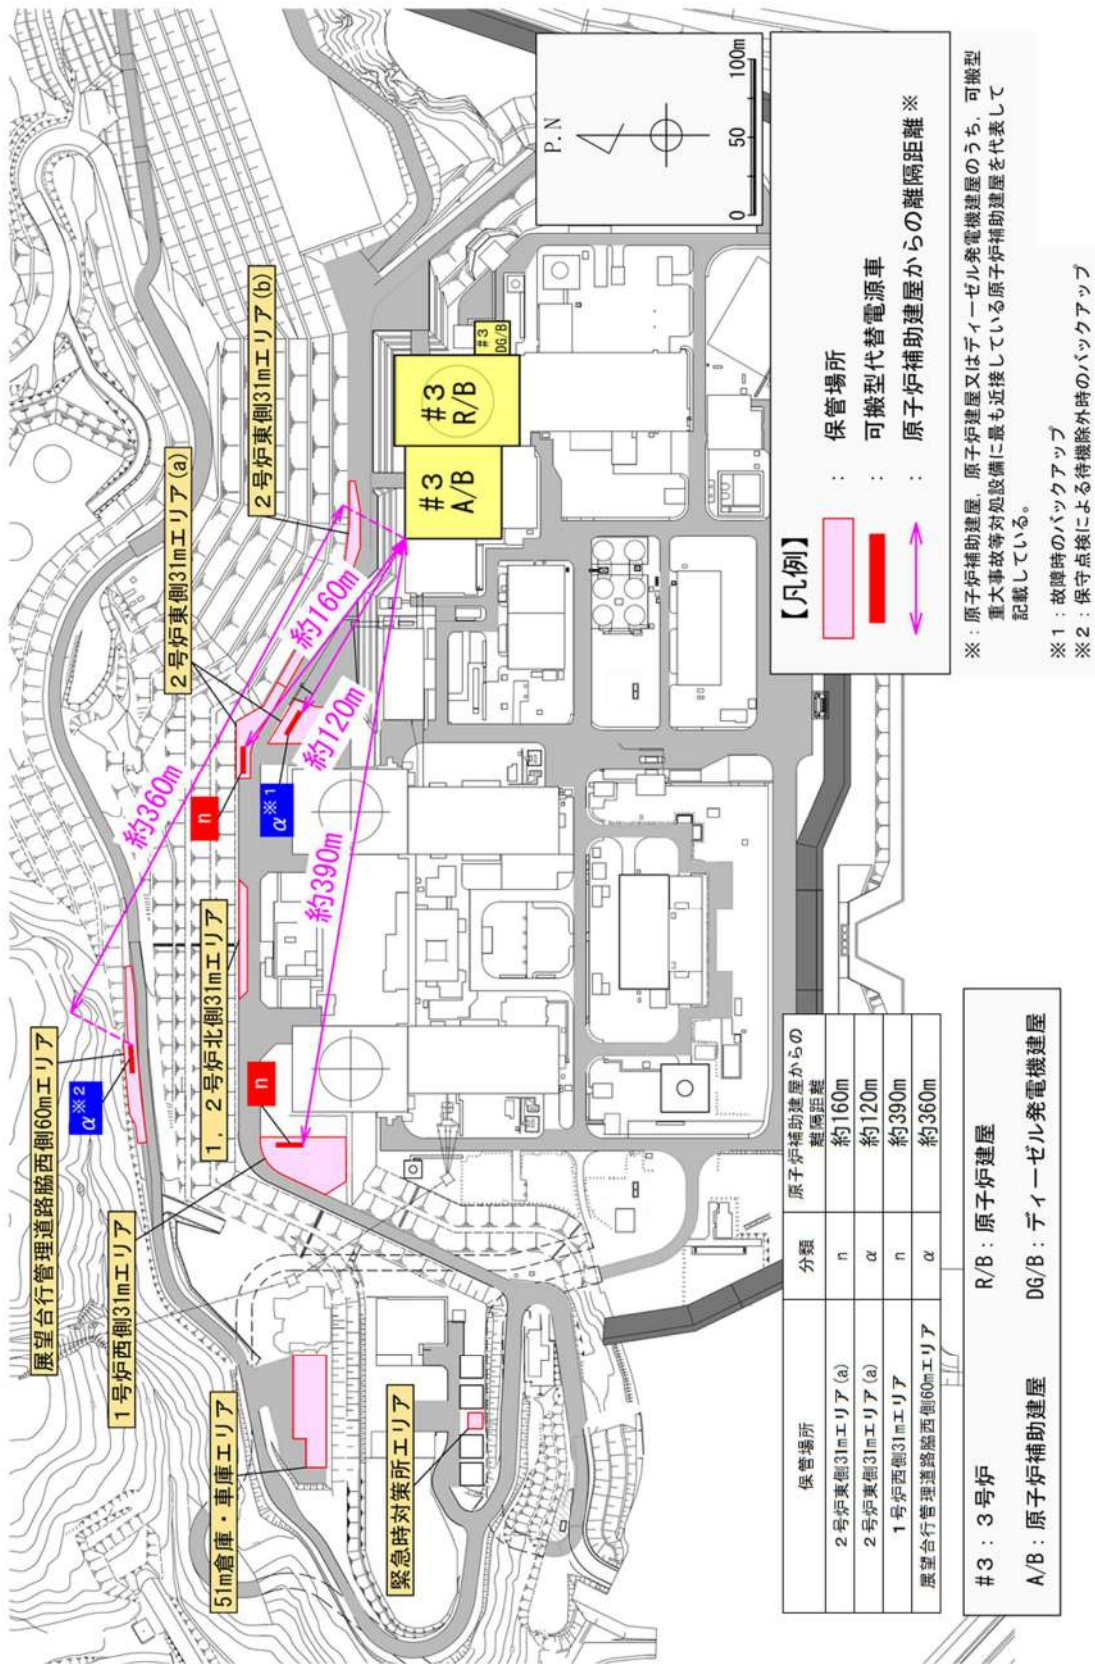 展望台行管理道路脇西側60mエリア
α※2
1号炉西側31mエリア
1, 2号炉北側31mエリア
51m倉庫・車庫エリア
緊急時対策所エリア
2号炉東側31mエリア(a)
2号炉東側31mエリア(b)
n
α※1
n
約360m
約160m
約120m
約390m
#3
A/B
#3
R/B
#3
DG/B
P.N
0 50 100m
【凡例】
: 保管場所
: 可搬型代替電源車
: 原子炉補助建屋からの離隔距離※
※:原子炉補助建屋,原子炉建屋又はディーゼル発電機建屋のうち,可搬型
重大事故等対処設備に最も近接している原子炉補助建屋を代表して
記載している。
※1:故障時のバックアップ
※2:保守点検による待機除外時のバックアップ
保管場所 分類 原子炉補助建屋からの
離隔距離
2号炉東側31mエリア(a) n 約160m
2号炉東側31mエリア(a) α 約120m
1号炉西側31mエリア n 約390m
展望台行管理道路脇西側60mエリア α 約360m
#3:3号炉 R/B:原子炉建屋
A/B:原子炉補助建屋 DG/B:ディーゼル発電機建屋